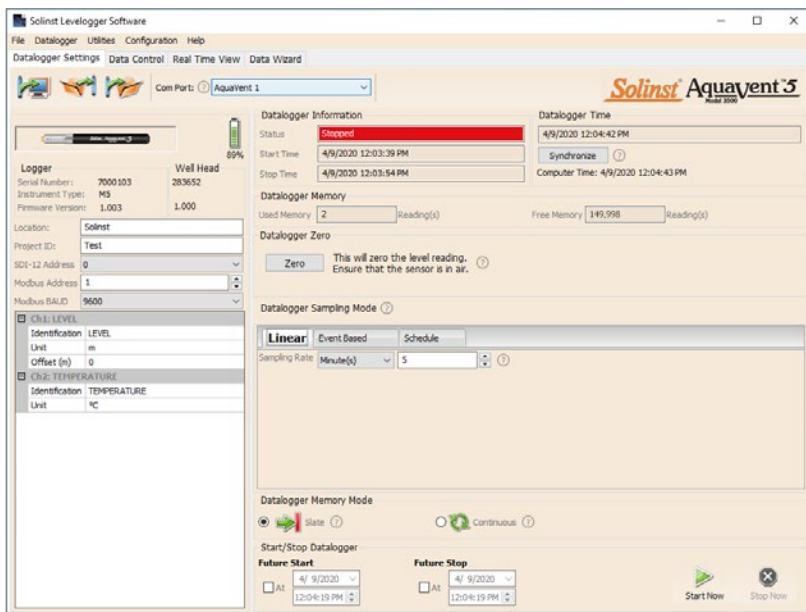 Solinst Levelogger Software
File Datalogger Utilities Configuration Help
Datalogger Settings Data Control Real Time View Data Wizard
Com Port: ? AquaVent 1
Solinst Aquavent 5
Model 3500
89%
Logger Well Head
Serial Number: 7000103 283652
Instrument Type: M5
Firmware Version: 1.003 1.000
Location: Solinst
Project ID: Test
SDI-12 Address 0
Modbus Address 1
Modbus BAUD 9600
Ch1: LEVEL
Identification LEVEL
Unit m
Offset (m) 0
Ch2: TEMPERATURE
Identification TEMPERATURE
Unit ºC
Datalogger Information
Status Stopped
Start Time 4/9/2020 12:03:39 PM
Stop Time 4/9/2020 12:03:54 PM
Datalogger Time
4/9/2020 12:04:42 PM
Synchronize ?
Computer Time: 4/9/2020 12:04:43 PM
Datalogger Memory
Used Memory 2 Reading(s) Free Memory 149,998 Reading(s)
Datalogger Zero
Zero
This will zero the level reading.
Ensure that the sensor is in air. ?
Datalogger Sampling Mode ?
Linear Event Based Schedule
Sampling Rate Minute(s) 5 ?
Datalogger Memory Mode
Slate ? Continuous ?
Start/Stop Datalogger
Future Start Future Stop
At 4/ 9/2020 At 4/ 9/2020
12:04:19 PM 12:04:19 PM
Start Now Stop Now